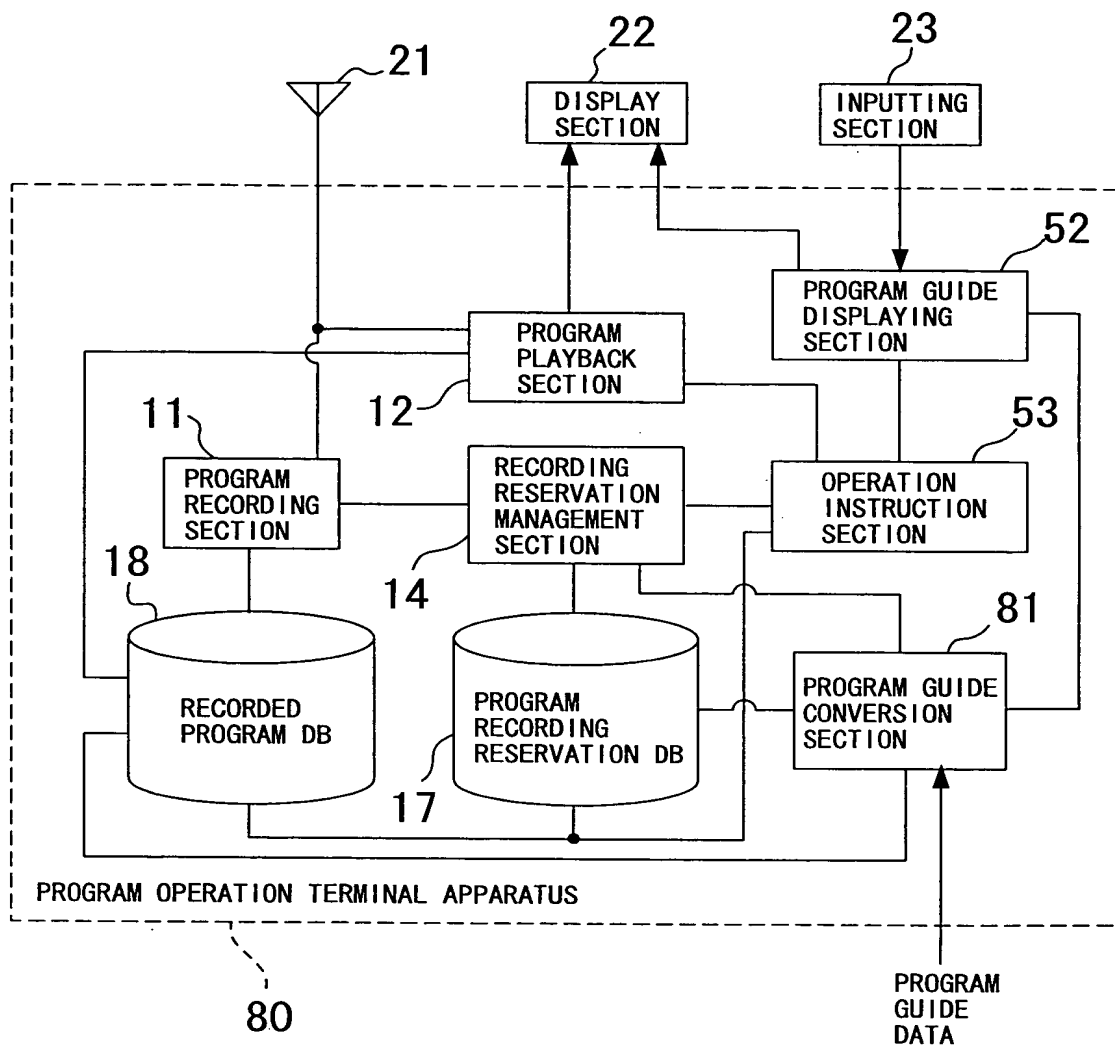 21
22
23
DISPLAY
SECTION
INPUTTING
SECTION
52
PROGRAM GUIDE
DISPLAYING
SECTION
PROGRAM
PLAYBACK
SECTION
12
53
11
PROGRAM
RECORDING
SECTION
RECORDING
RESERVATION
MANAGEMENT
SECTION
OPERATION
INSTRUCTION
SECTION
18
14
81
RECORDED
PROGRAM DB
PROGRAM
RECORDING
RESERVATION DB
PROGRAM GUIDE
CONVERSION
SECTION
17
PROGRAM OPERATION TERMINAL APPARATUS
80
PROGRAM
GUIDE
DATA